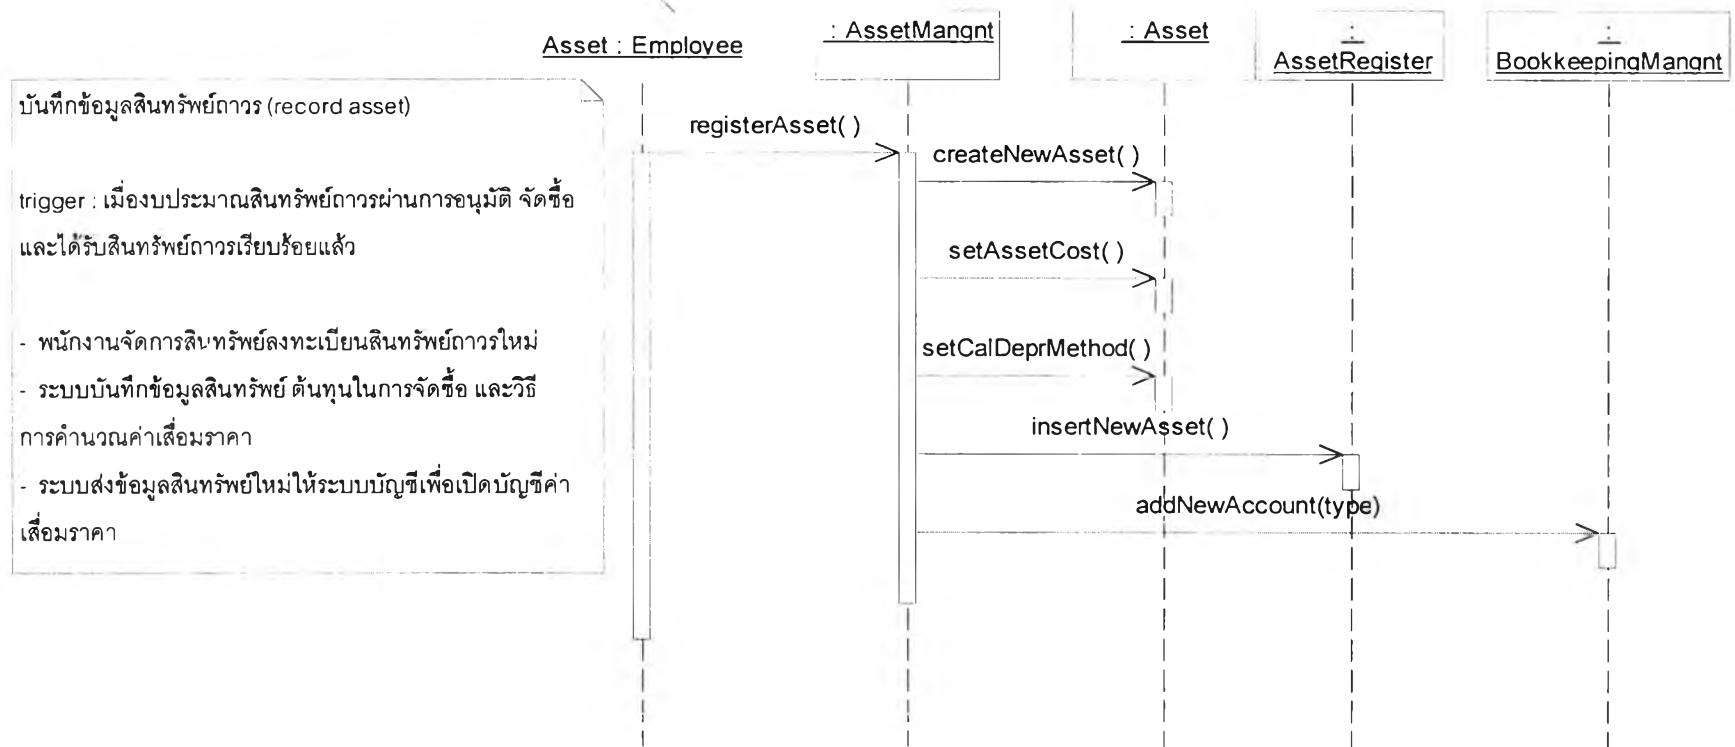 Asset : Employee
: AssetMangnt
: Asset
:
AssetRegister
:
BookkeepingMangnt
บันทึกข้อมูลสินทรัพย์ถาวร (record asset)
trigger : เมื่องบประมาณสินทรัพย์ถาวรผ่านการอนุมัติ จัดซื้อ
และได้รับสินทรัพย์ถาวรเรียบร้อยแล้ว
- พนักงานจัดการสินทรัพย์ลงทะเบียนสินทรัพย์ถาวรใหม่
- ระบบบันทึกข้อมูลสินทรัพย์ ต้นทุนในการจัดซื้อ และวิธี
การคำนวณค่าเสื่อมราคา
- ระบบส่งข้อมูลสินทรัพย์ใหม่ให้ระบบบัญชีเพื่อเปิดบัญชีค่า
เสื่อมราคา
registerAsset( )
createNewAsset( )
setAssetCost( )
setCalDeprMethod( )
insertNewAsset( )
addNewAccount(type)